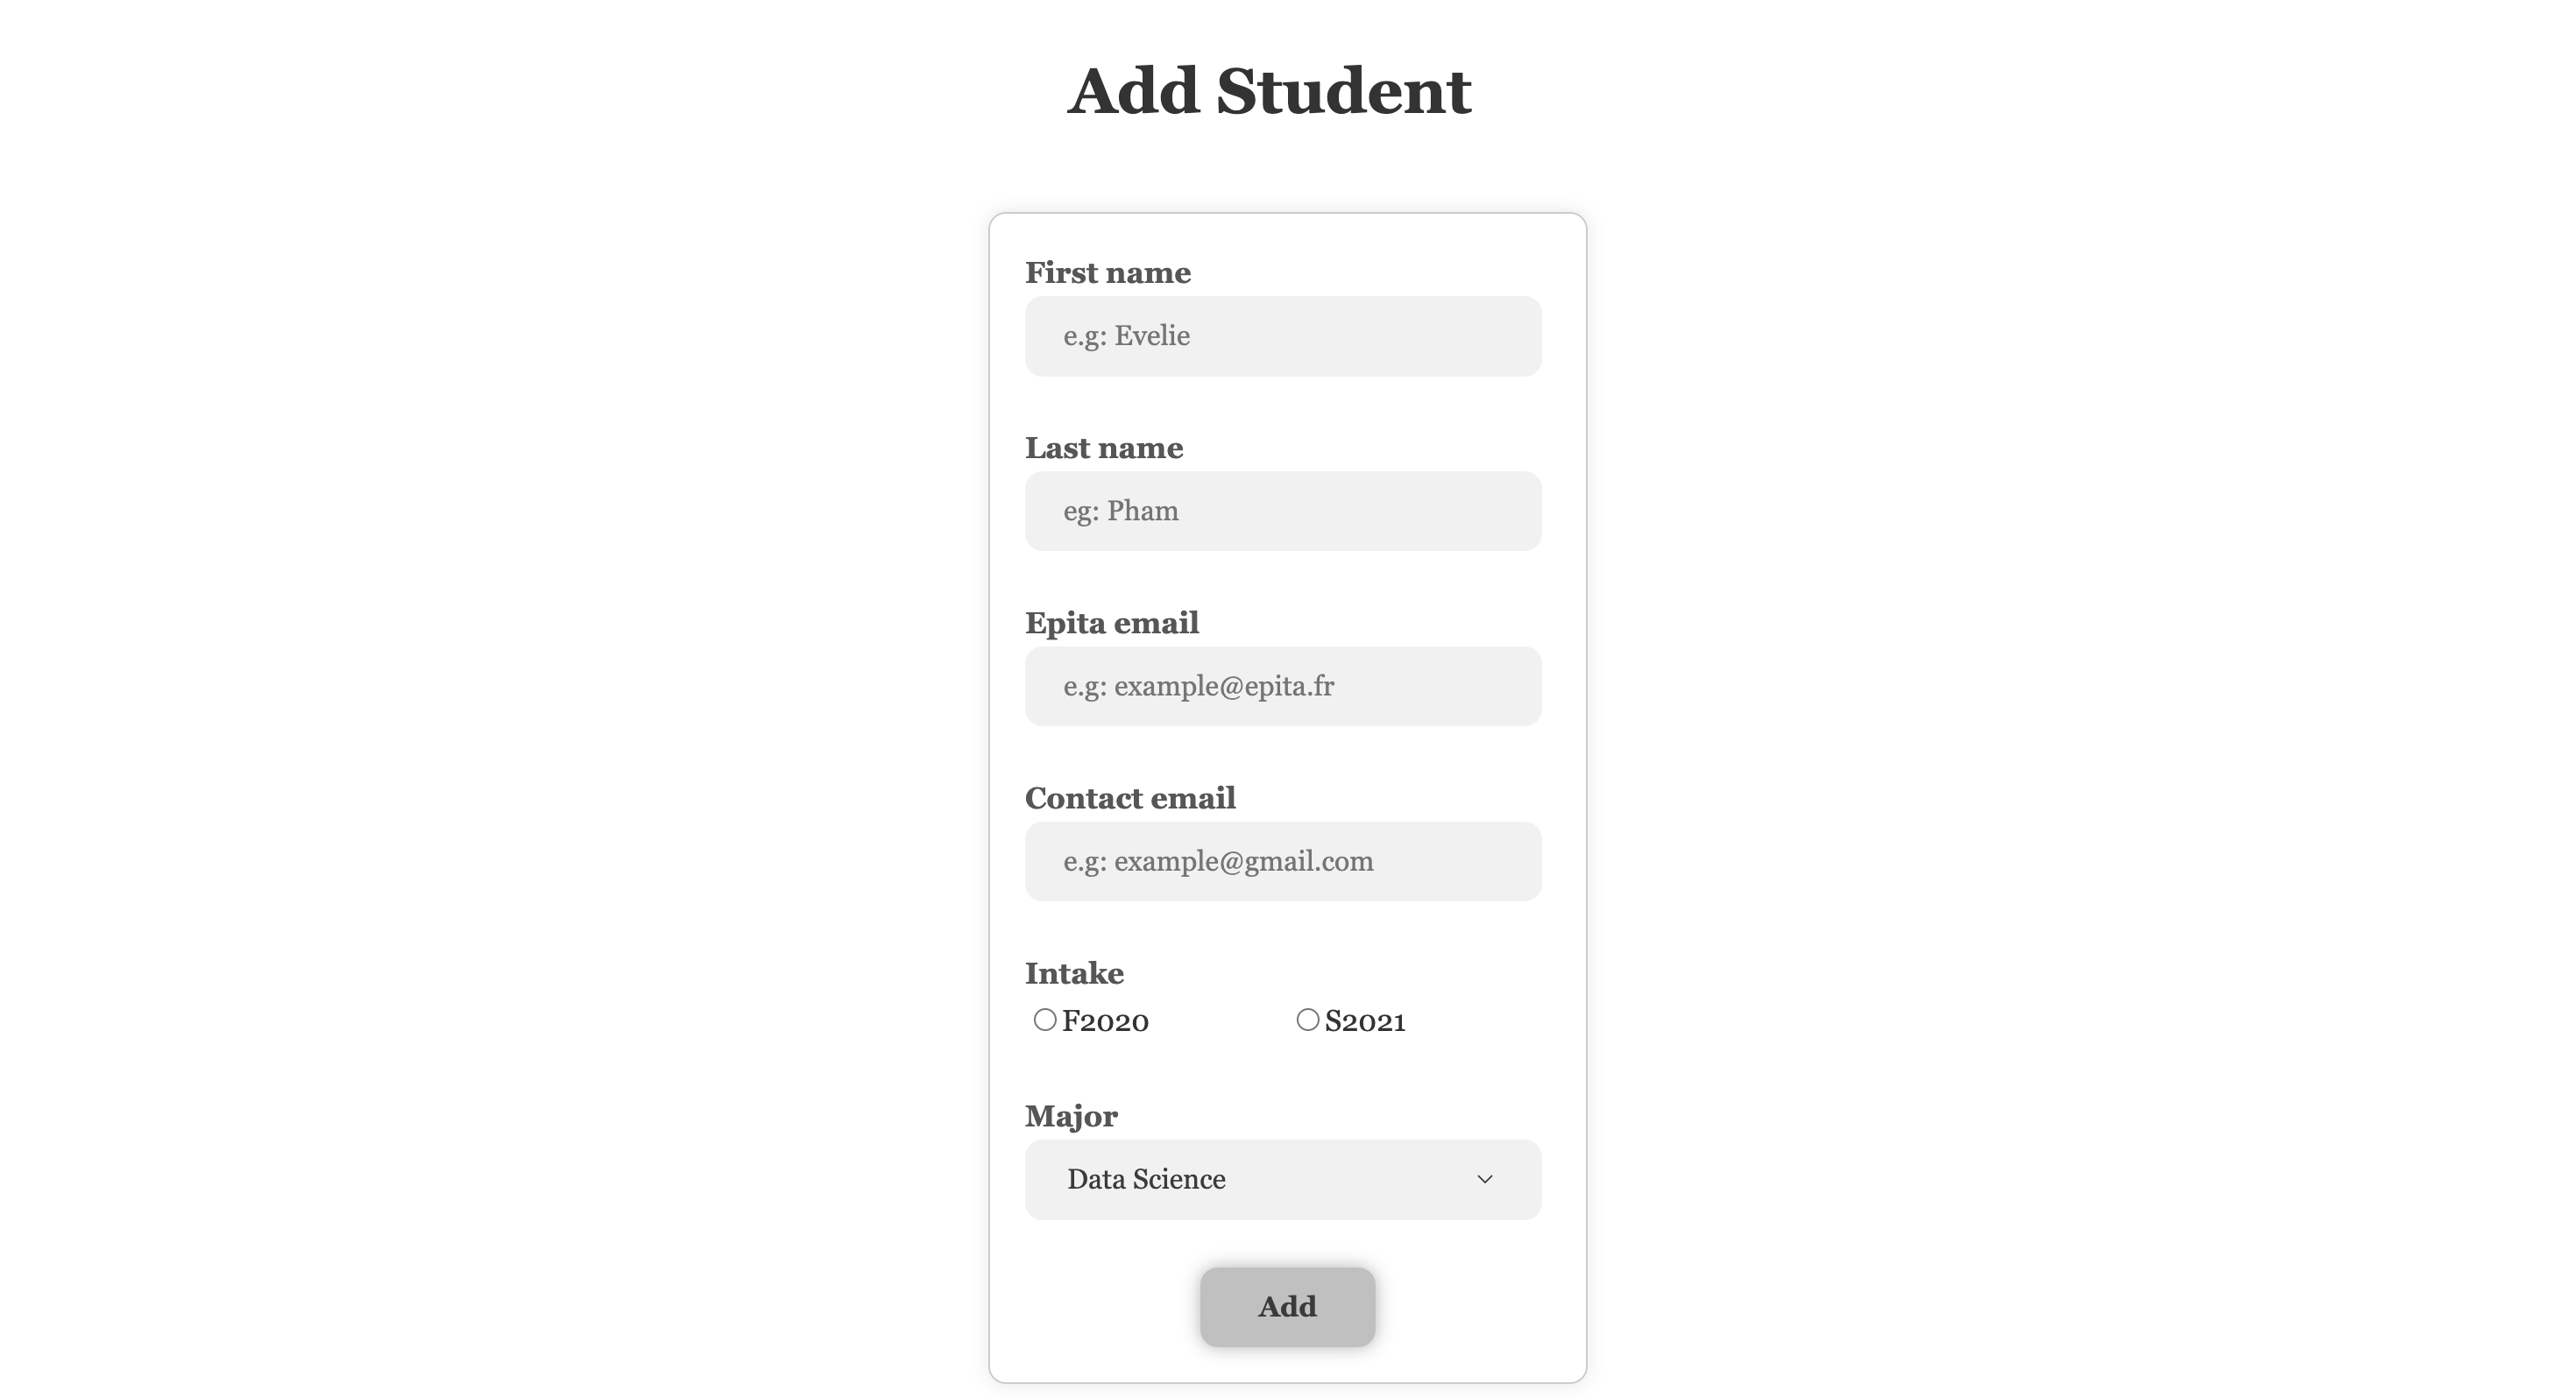 Add Student
First name
e.g: Evelie
Last name
eg: Pham
Epita email
e.g: example@epita.fr
Contact email
e.g: example@gmail.com
Intake
F2020 S2021
Major
Data Science
Add